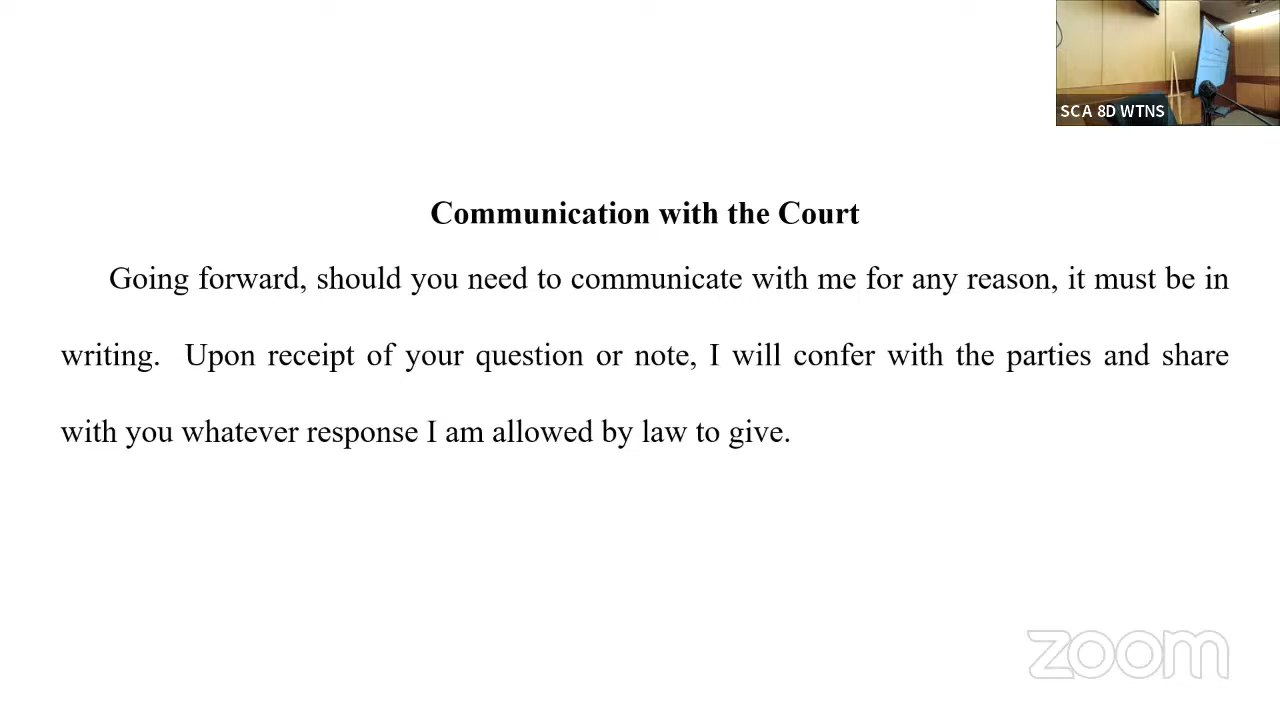 SCA 8D WTNS
Communication with the Court
Going forward, should you need to communicate with me for any reason, it must be in
writing.  Upon receipt of your question or note, I will confer with the parties and share
with you whatever response I am allowed by law to give.
zoom